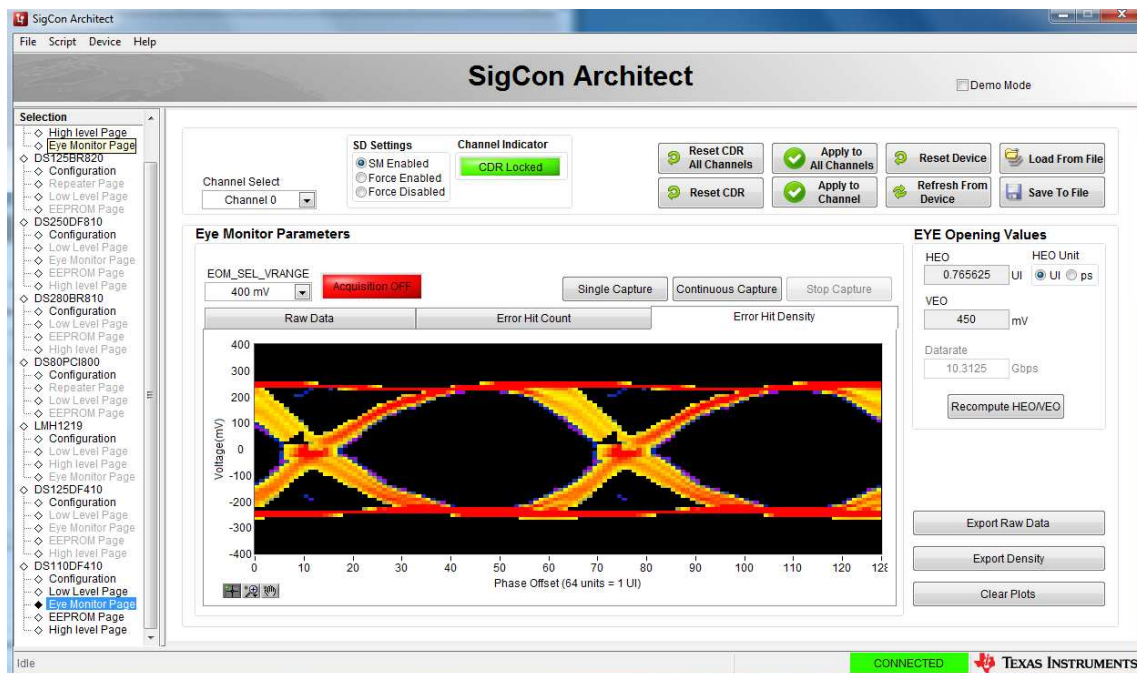 SigCon Architect
File Script Device Help
SigCon Architect
Demo Mode
Selection
High level Page
Eye Monitor Page
DS125BR820
Configuration
Repeater Page
Low Level Page
EEPROM Page
DS250DF810
Configuration
Low Level Page
Eye Monitor Page
EEPROM Page
High level Page
DS280BR810
Configuration
Low Level Page
EEPROM Page
High level Page
DS80PCI800
Configuration
Repeater Page
Low Level Page
EEPROM Page
LMH1219
Configuration
Low Level Page
High level Page
Eye Monitor Page
DS125DF410
Configuration
Low Level Page
Eye Monitor Page
EEPROM Page
High level Page
DS110DF410
Configuration
Low Level Page
Eye Monitor Page
EEPROM Page
High level Page
Channel Select
Channel 0
SD Settings
SM Enabled
Force Enabled
Force Disabled
Channel Indicator
CDR Locked
Reset CDR
All Channels
Apply to
All Channels
Reset Device
Load From File
Reset CDR
Apply to
Channel
Refresh From
Device
Save To File
Eye Monitor Parameters
EOM_SEL_VRANGE
400 mV
Acquisition OFF
Single Capture
Continuous Capture
Stop Capture
Raw Data
Error Hit Count
Error Hit Density
Voltage(mV)
400
300
200
100
0
-100
-200
-300
-400
0 10 20 30 40 50 60 70 80 90 100 110 120 128
Phase Offset (64 units = 1 UI)
EYE Opening Values
HEO
0.765625 UI
HEO Unit
UI ps
VEO
450 mV
Datarate
10.3125 Gbps
Recompute HEO/VEO
Export Raw Data
Export Density
Clear Plots
Idle
CONNECTED
TEXAS INSTRUMENTS